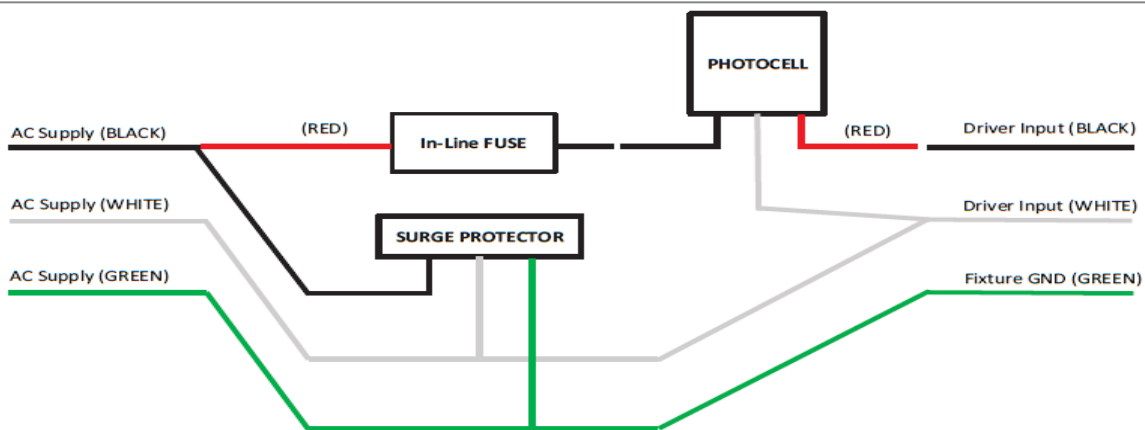 PHOTOCELL
AC Supply (BLACK)
(RED)
In-Line FUSE
(RED)
Driver Input (BLACK)
AC Supply (WHITE)
Driver Input (WHITE)
SURGE PROTECTOR
AC Supply (GREEN)
Fixture GND (GREEN)